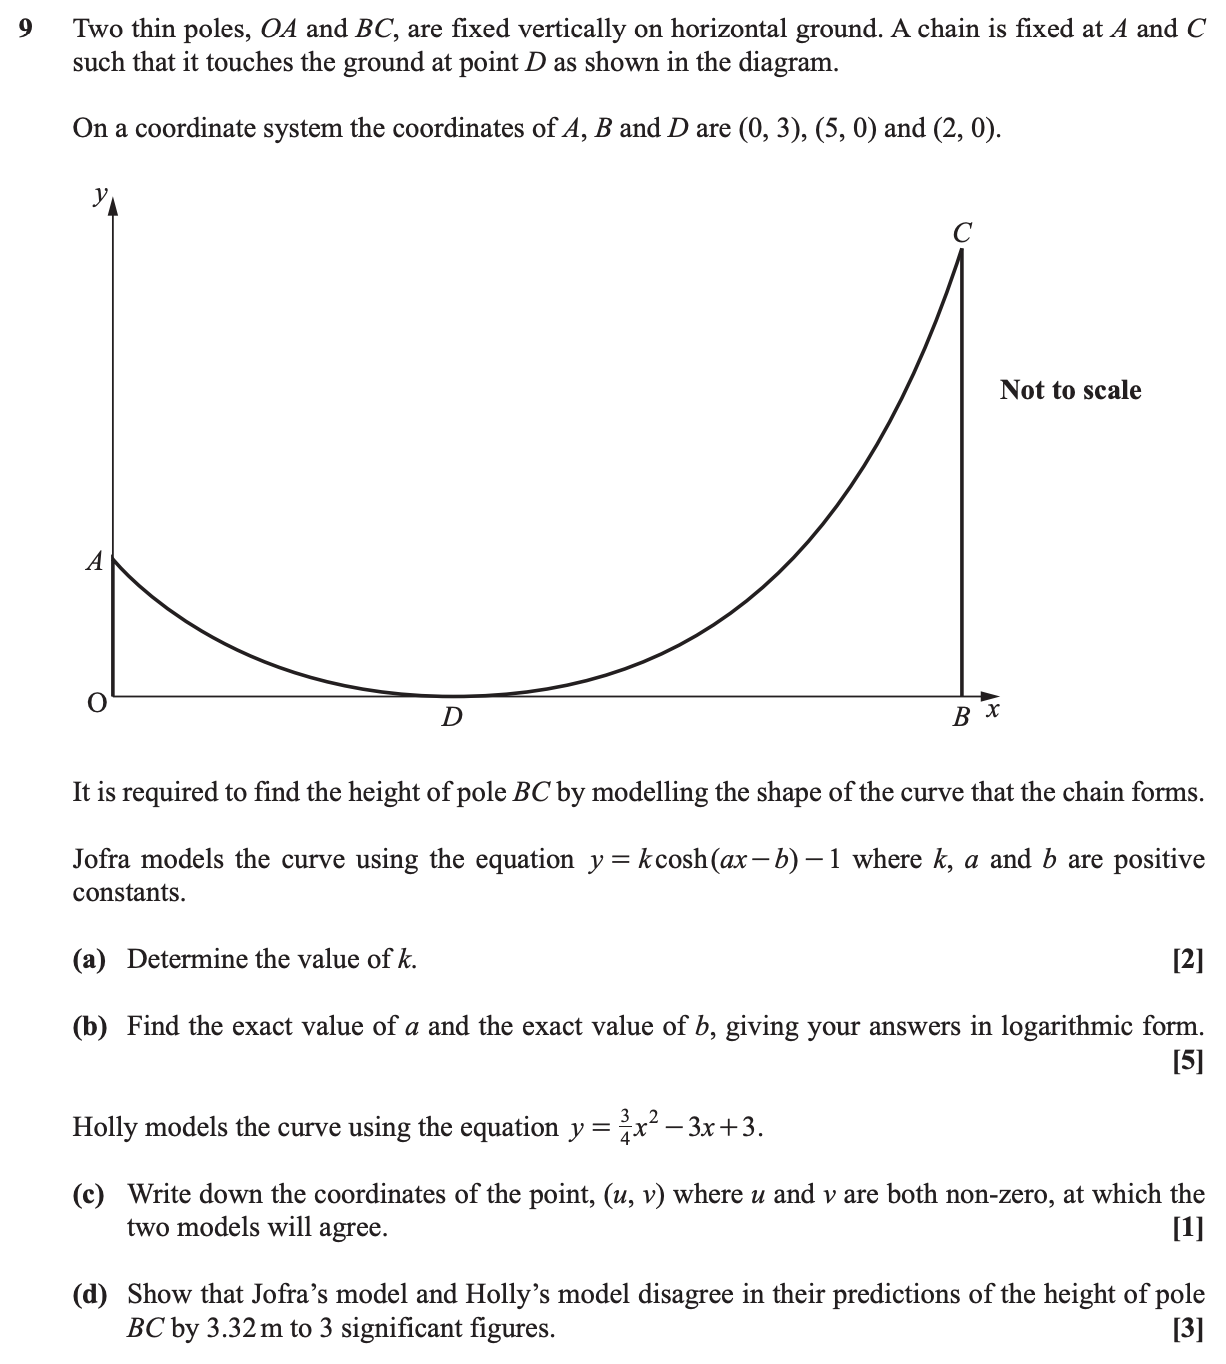 9 Two thin poles, OA and BC, are fixed vertically on horizontal ground. A chain is fixed at A and C
such that it touches the ground at point D as shown in the diagram.
On a coordinate system the coordinates of A, B and D are (0, 3), (5, 0) and (2, 0).
y
C
Not to scale
A
O
D
B x
It is required to find the height of pole BC by modelling the shape of the curve that the chain forms.
Jofra models the curve using the equation y = k cosh(ax − b) − 1 where k, a and b are positive
constants.
(a) Determine the value of k. [2]
(b) Find the exact value of a and the exact value of b, giving your answers in logarithmic form.
[5]
Holly models the curve using the equation y = ¾x² − 3x + 3.
(c) Write down the coordinates of the point, (u, v) where u and v are both non-zero, at which the
two models will agree. [1]
(d) Show that Jofra's model and Holly's model disagree in their predictions of the height of pole
BC by 3.32 m to 3 significant figures. [3]